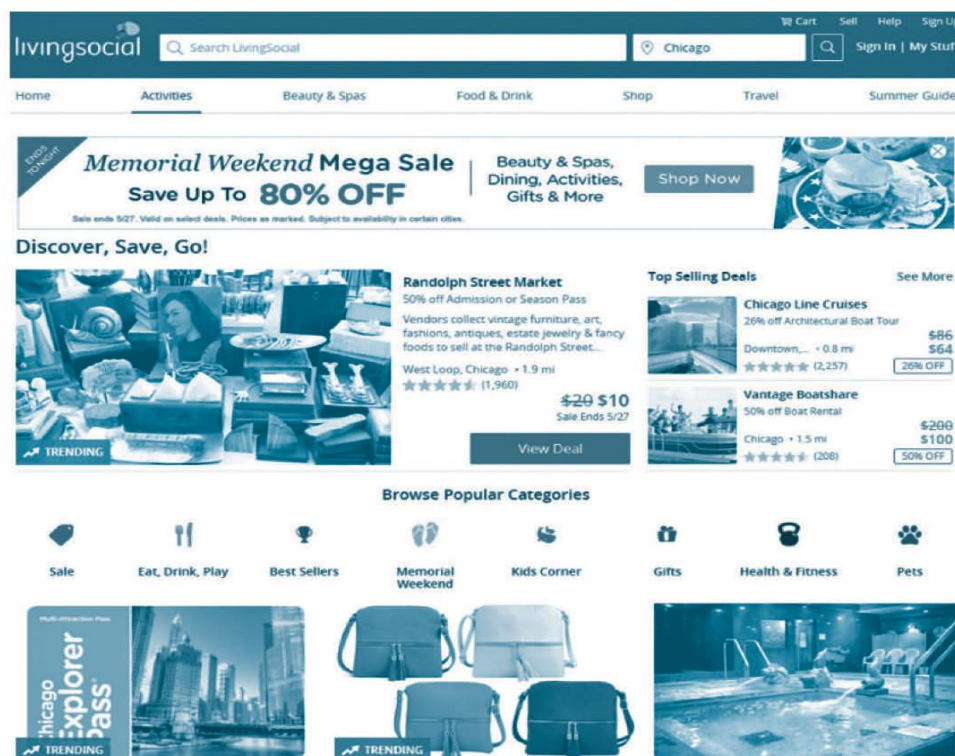 Cart Sell Help Sign Up
livingsocial Search LivingSocial Chicago Sign In | My Stuf
Home Activities Beauty & Spas Food & Drink Shop Travel Summer Guide
ENDS TONIGHT
Memorial Weekend Mega Sale
Save Up To 80% OFF
Sale ends 5/27. Valid on select deals. Prices as marked. Subject to availability in certain cities.
Beauty & Spas,
Dining, Activities,
Gifts & More
Shop Now
Discover, Save, Go!
TRENDING
Randolph Street Market
50% off Admission or Season Pass
Vendors collect vintage furniture, art,
fashions, antiques, estate jewelry & fancy
foods to sell at the Randolph Street...
West Loop, Chicago • 1.9 mi
(1,960)
$20 $10
Sale Ends 5/27
View Deal
Top Selling Deals See More
Chicago Line Cruises
26% off Architectural Boat Tour
$86
Downtown,... • 0.8 mi $64
(2,257) 26% OFF
Vantage Boatshare
50% off Boat Rental
$200
Chicago • 1.5 mi $100
(208) 50% OFF
Browse Popular Categories
Sale Eat, Drink, Play Best Sellers Memorial Weekend Kids Corner Gifts Health & Fitness Pets
Multi-Attraction Pass
Chicago
Explorer
Pass
TRENDING
TRENDING